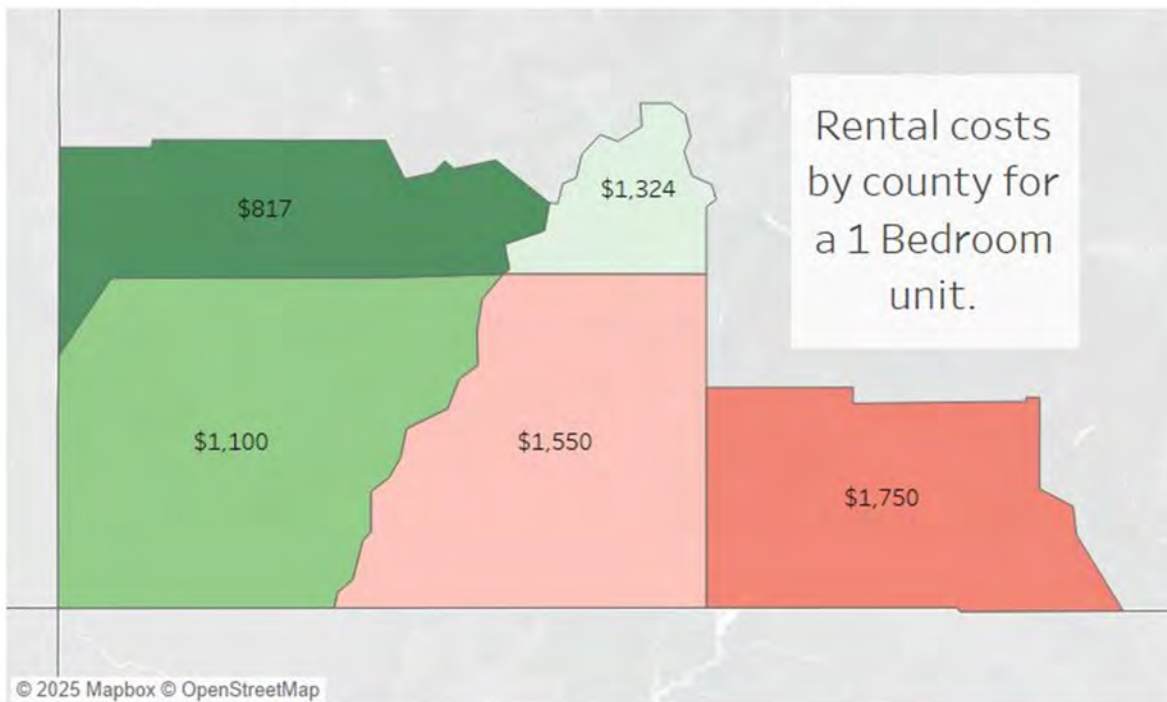 Rental costs
by county for
a 1 Bedroom
unit.
$817
$1,324
$1,100
$1,550
$1,750
© 2025 Mapbox © OpenStreetMap